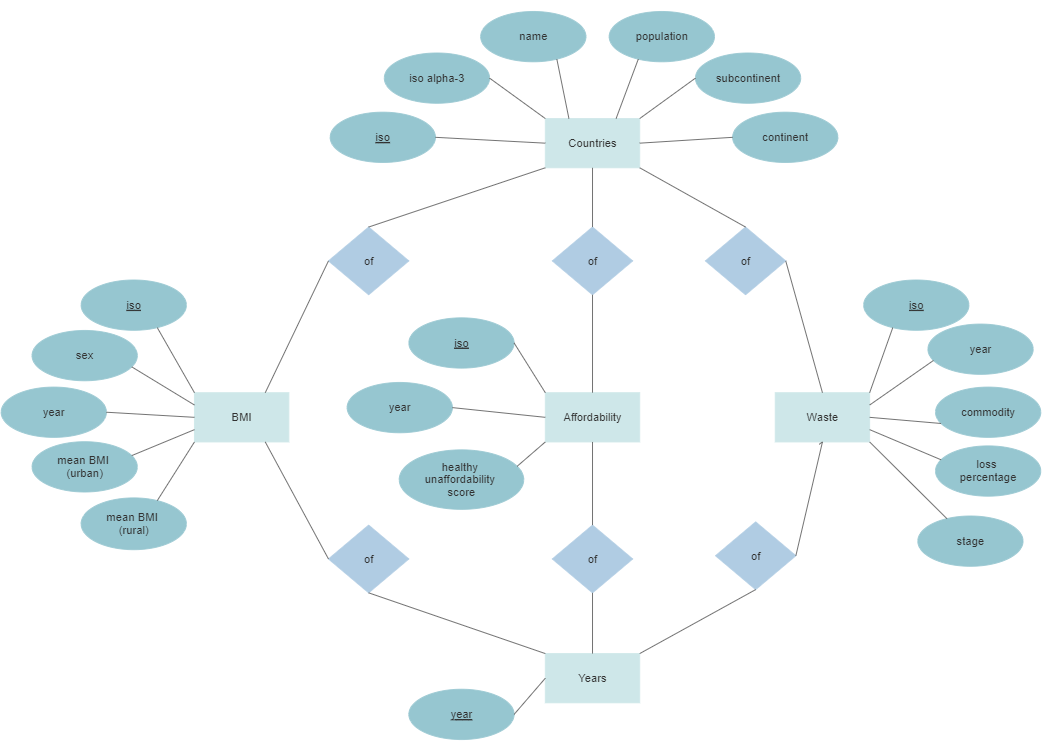 name
population
iso alpha-3
subcontinent
iso
continent
Countries
of
of
of
iso
sex
year
mean BMI
(urban)
mean BMI
(rural)
BMI
iso
year
healthy
unaffordability
score
Affordability
Waste
iso
year
commodity
loss
percentage
stage
of
of
of
Years
year